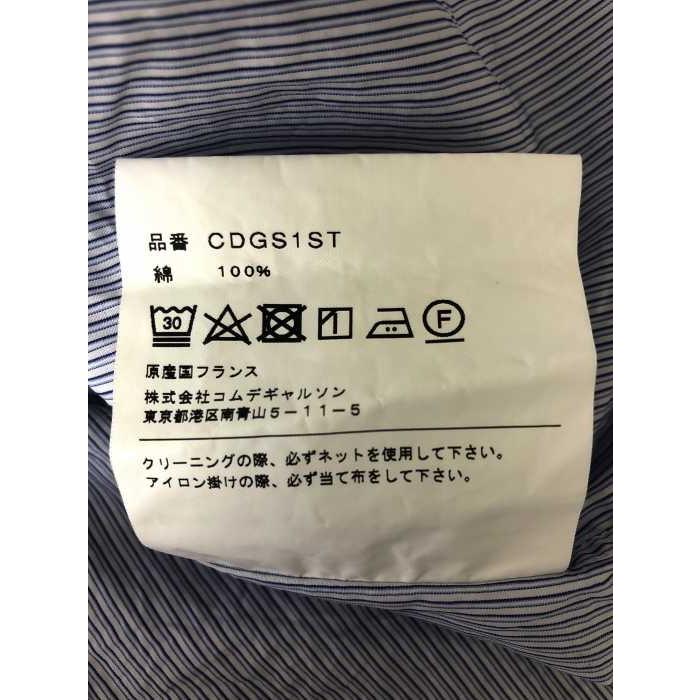 品番 CDGS1ST
綿 100%
30 F
原産国フランス
株式会社コムデギャルソン
東京都港区南青山5-11-5
クリーニングの際、必ずネットを使用して下さい。
アイロン掛けの際、必ず当て布をして下さい。